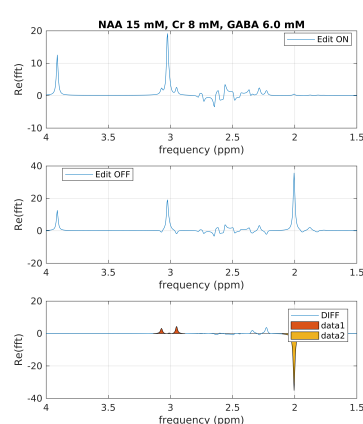 NAA 15 mM, Cr 8 mM, GABA 6.0 mM
20
10
0
-10
Re(fft)
Edit ON
4
3.5
3
2.5
2
1.5
frequency (ppm)
40
20
0
-20
Re(fft)
Edit OFF
4
3.5
3
2.5
2
1.5
frequency (ppm)
20
0
-20
-40
Re(fft)
DIFF
data1
data2
4
3.5
3
2.5
2
1.5
frequency (ppm)